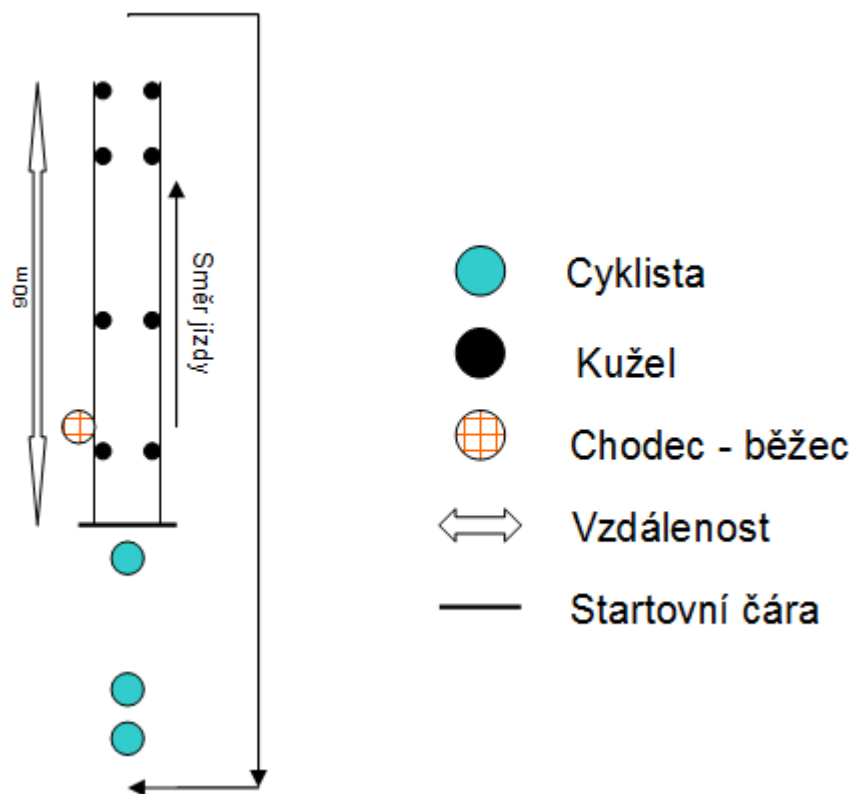 90m
Směr jízdy
Cyklista
Kužel
Chodec - běžec
Vzdálenost
Startovní čára